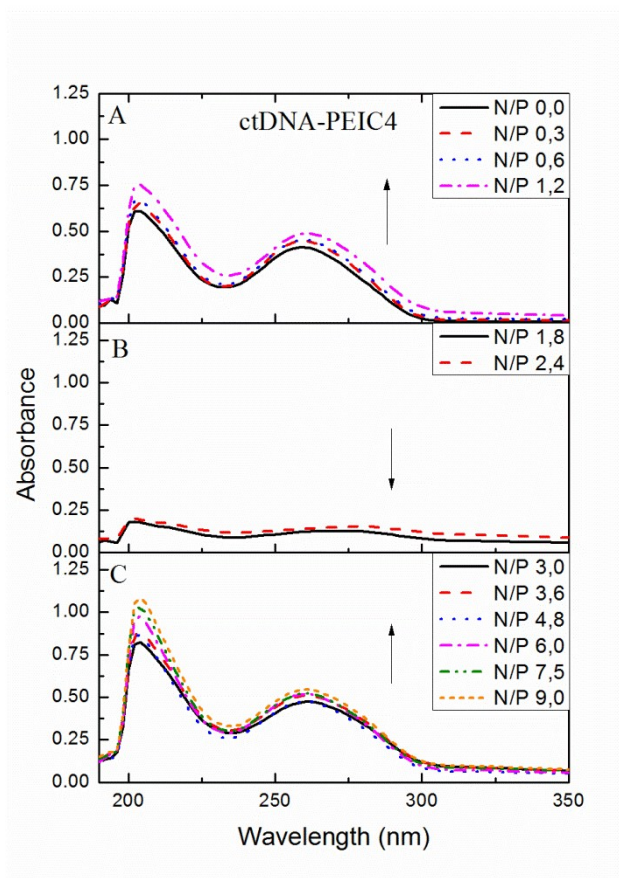 A
ctDNA-PEIC4
N/P 0,0
N/P 0,3
N/P 0,6
N/P 1,2
1.25
1.00
0.75
0.50
0.25
0.00
B
N/P 1,8
N/P 2,4
1.25
1.00
0.75
0.50
0.25
0.00
C
N/P 3,0
N/P 3,6
N/P 4,8
N/P 6,0
N/P 7,5
N/P 9,0
1.25
1.00
0.75
0.50
0.25
0.00
200 250 300 350
Absorbance
Wavelength (nm)